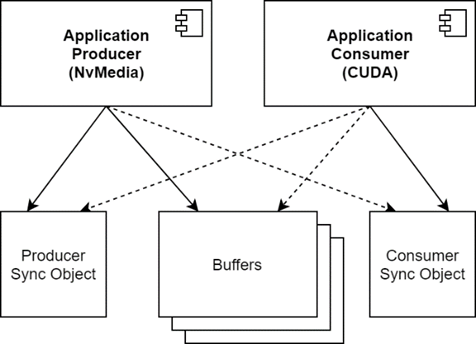 Application
Producer
(NvMedia)
Application
Consumer
(CUDA)
Producer
Sync Object
Buffers
Consumer
Sync Object